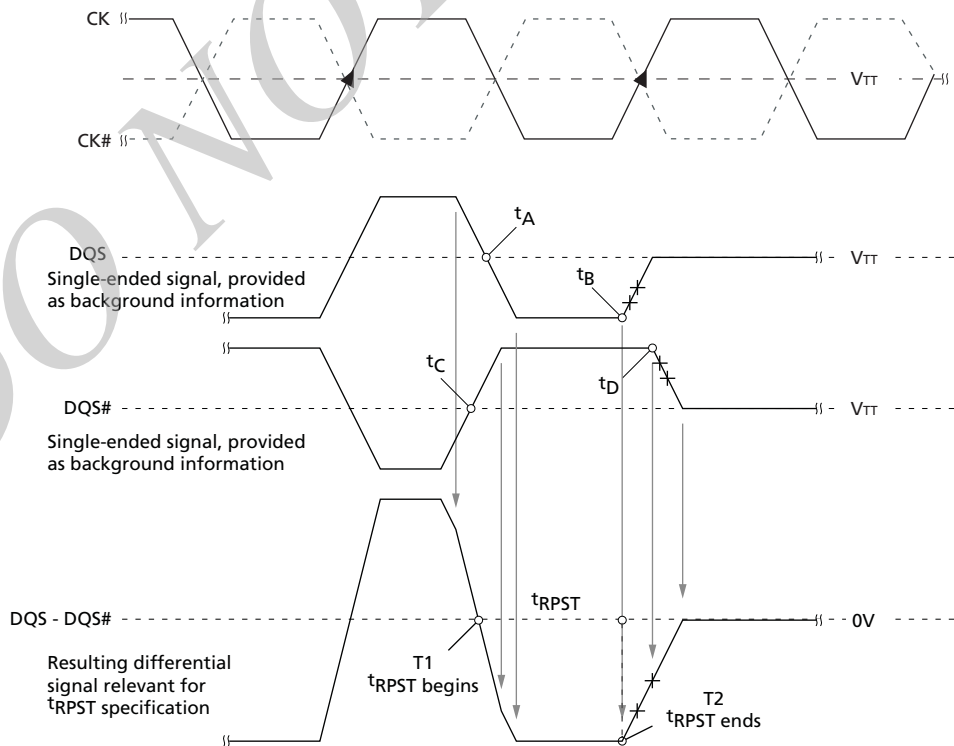 CK
VTT
CK#
tA
DQS
VTT
Single-ended signal, provided
as background information
tB
tC
tD
DQS#
VTT
Single-ended signal, provided
as background information
tRPST
DQS - DQS#
0V
Resulting differential
signal relevant for
tRPST specification
T1
tRPST begins
T2
tRPST ends
DO NO